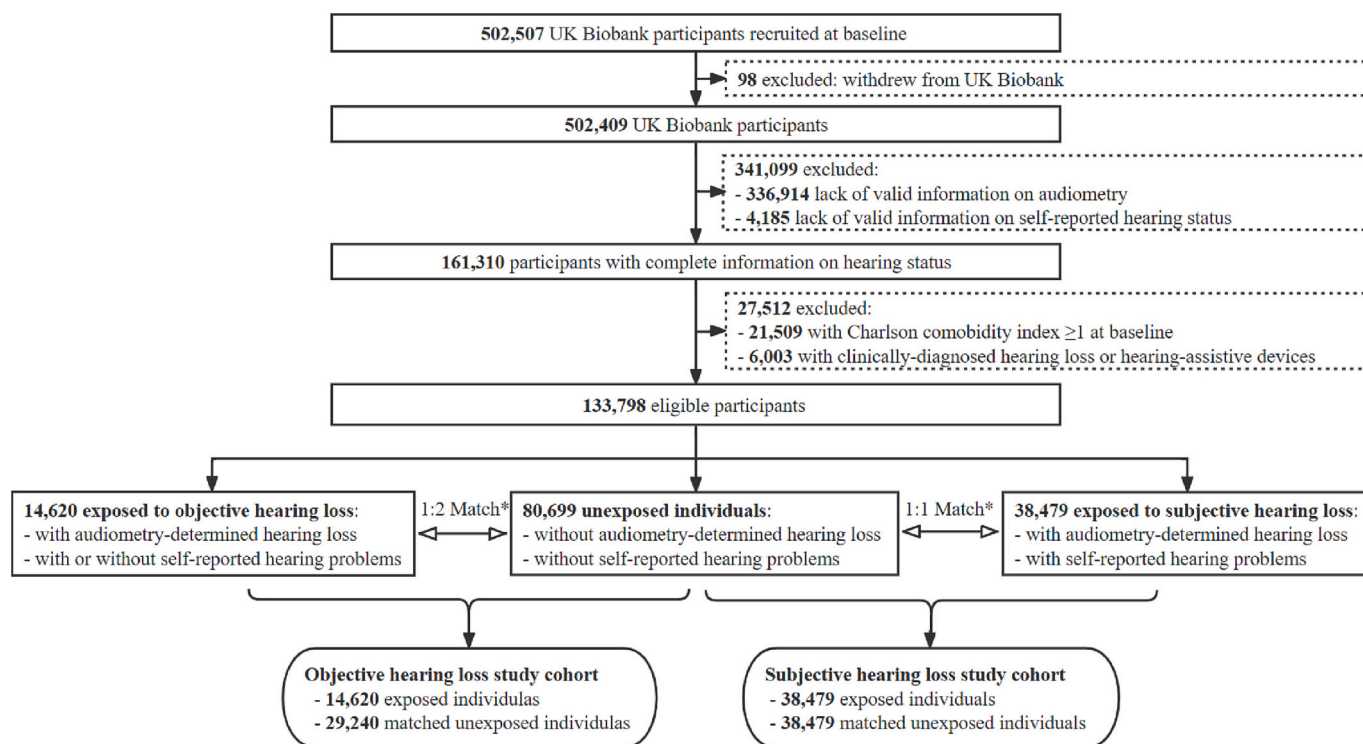 502,507 UK Biobank participants recruited at baseline
98 excluded: withdrew from UK Biobank
502,409 UK Biobank participants
341,099 excluded:
- 336,914 lack of valid information on audiometry
- 4,185 lack of valid information on self-reported hearing status
161,310 participants with complete information on hearing status
27,512 excluded:
- 21,509 with Charlson comobidity index ≥1 at baseline
- 6,003 with clinically-diagnosed hearing loss or hearing-assistive devices
133,798 eligible participants
14,620 exposed to objective hearing loss:
- with audiometry-determined hearing loss
- with or without self-reported hearing problems
1:2 Match*
80,699 unexposed individuals:
- without audiometry-determined hearing loss
- without self-reported hearing problems
1:1 Match*
38,479 exposed to subjective hearing loss:
- with audiometry-determined hearing loss
- with self-reported hearing problems
Objective hearing loss study cohort
- 14,620 exposed individulas
- 29,240 matched unexposed individulas
Subjective hearing loss study cohort
- 38,479 exposed individuals
- 38,479 matched unexposed individuals